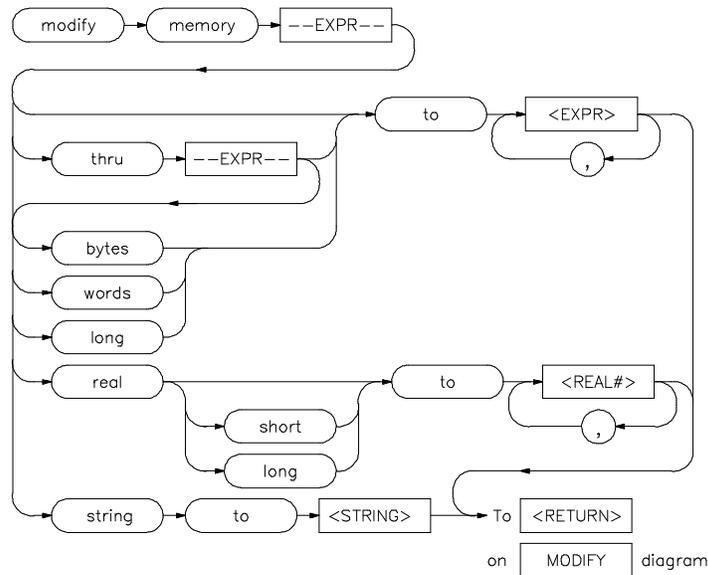 modify memory --EXPR--
to <EXPR>
thru --EXPR-- ,
bytes
words
long
real to <REAL#>
short ,
long
string to <STRING> To <RETURN>
on MODIFY diagram